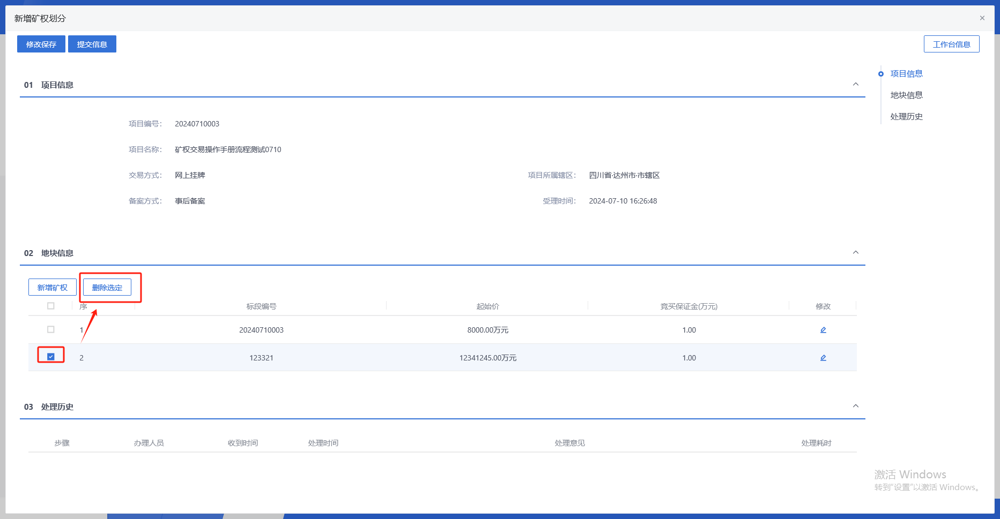 新增矿权划分
修改保存 提交信息 工作台信息
项目信息
地块信息
处理历史
01 项目信息
项目编号： 20240710003
项目名称： 矿权交易操作手册流程测试0710
交易方式： 网上挂牌 项目所属辖区： 四川省·达州市·市辖区
备案方式： 事后备案 受理时间： 2024-07-10 16:26:48
02 地块信息
新增矿权 删除选定
序 标段编号 起始价 竞买保证金(万元) 修改
1 20240710003 8000.00万元 1.00
2 123321 12341245.00万元 1.00
03 处理历史
步骤 办理人员 收到时间 处理时间 处理意见 处理耗时
激活 Windows
转到“设置”以激活 Windows。